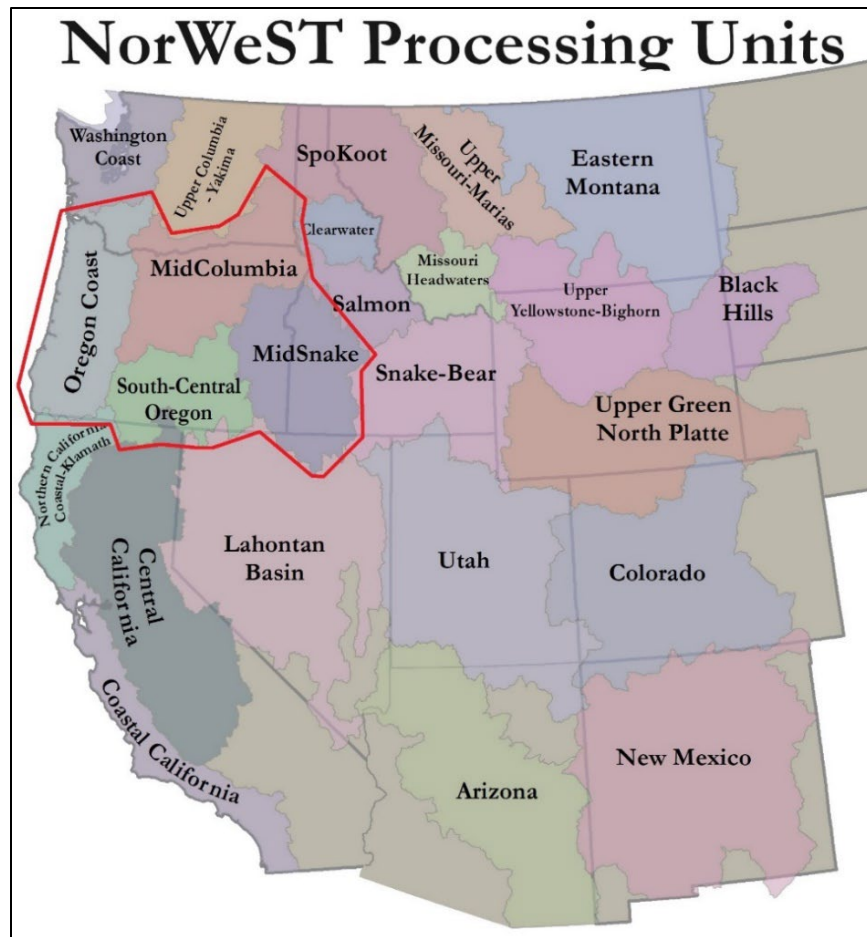 NorWeST Processing Units
Washington
Coast
Upper Columbia
-Yakima
SpoKoot
Upper
Missouri-Marias
Eastern
Montana
Clearwater
Missouri
Headwaters
MidColumbia
Oregon Coast
Salmon
Upper
Yellowstone-Bighorn
Black
Hills
MidSnake
South-Central
Oregon
Snake-Bear
Upper Green
North Platte
Northern California
Coastal-Klamath
Central
California
Lahontan
Basin
Utah
Colorado
Coastal California
Arizona
New Mexico